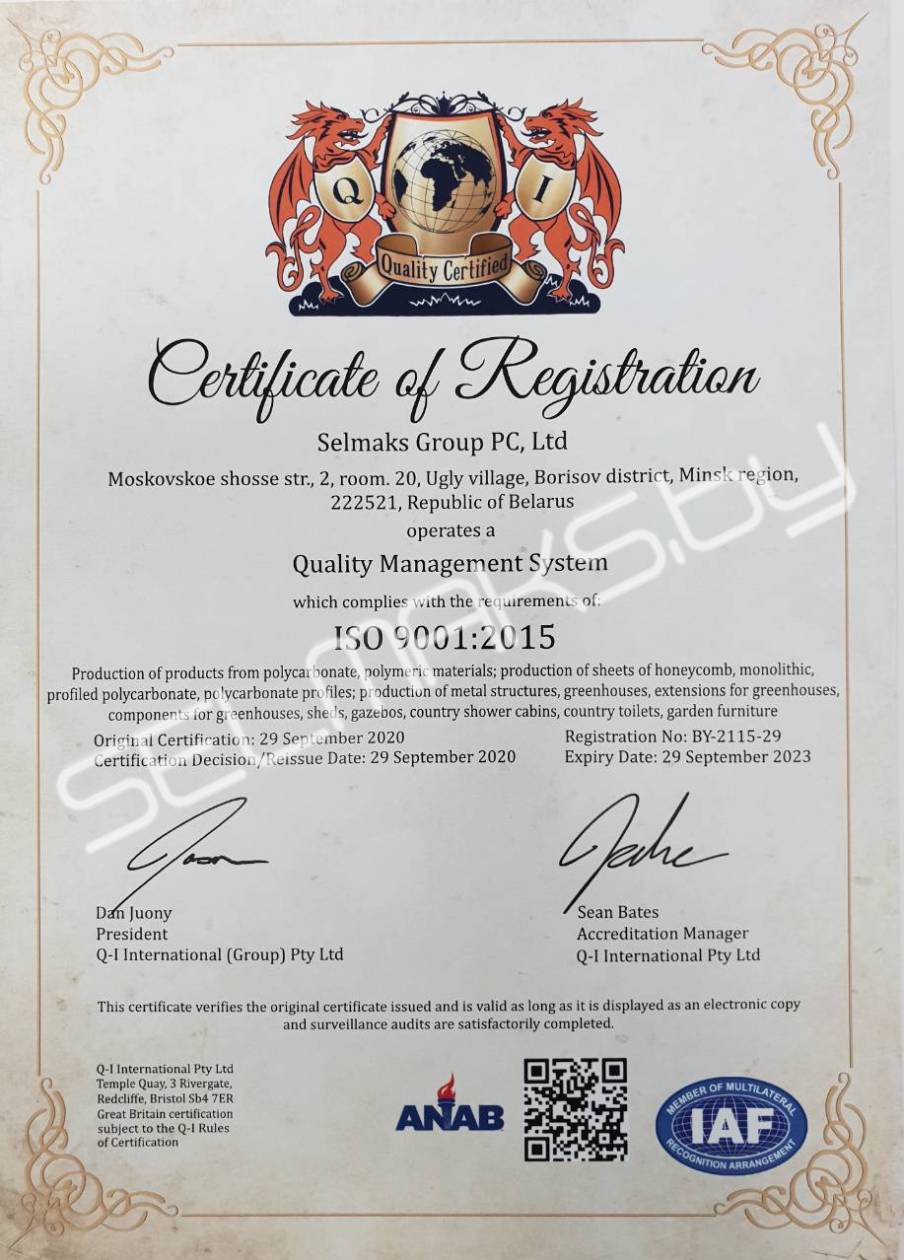 Q
I
Quality Certified
Certificate of Registration
Selmaks Group PC, Ltd
Moskovskoe shosse str., 2, room. 20, Ugly village, Borisov district, Minsk region,
222521, Republic of Belarus
operates a
Quality Management System
which complies with the requirements of:
ISO 9001:2015
Production of products from polycarbonate, polymeric materials; production of sheets of honeycomb, monolithic,
profiled polycarbonate, polycarbonate profiles; production of metal structures, greenhouses, extensions for greenhouses,
components for greenhouses, sheds, gazebos, country shower cabins, country toilets, garden furniture
Original Certification: 29 September 2020
Certification Decision/Reissue Date: 29 September 2020
Registration No: BY-2115-29
Expiry Date: 29 September 2023
SELMAKS.by
Dan Juony
President
Q-I International (Group) Pty Ltd
Sean Bates
Accreditation Manager
Q-I International Pty Ltd
This certificate verifies the original certificate issued and is valid as long as it is displayed as an electronic copy
and surveillance audits are satisfactorily completed.
Q-I International Pty Ltd
Temple Quay, 3 Rivergate,
Redcliffe, Bristol Sb4 7ER
Great Britain certification
subject to the Q-I Rules
of Certification
ANAB
MEMBER OF MULTILATERAL
IAF
RECOGNITION ARRANGEMENT